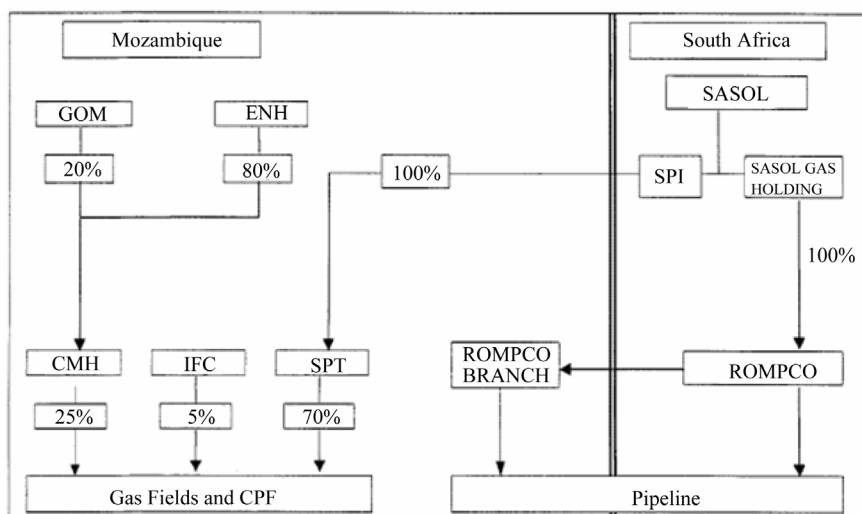 Mozambique
South Africa
SASOL
GOM
ENH
20%
80%
100%
SPI
SASOL GAS
HOLDING
100%
CMH
IFC
SPT
ROMPCO
BRANCH
ROMPCO
25%
5%
70%
Gas Fields and CPF
Pipeline